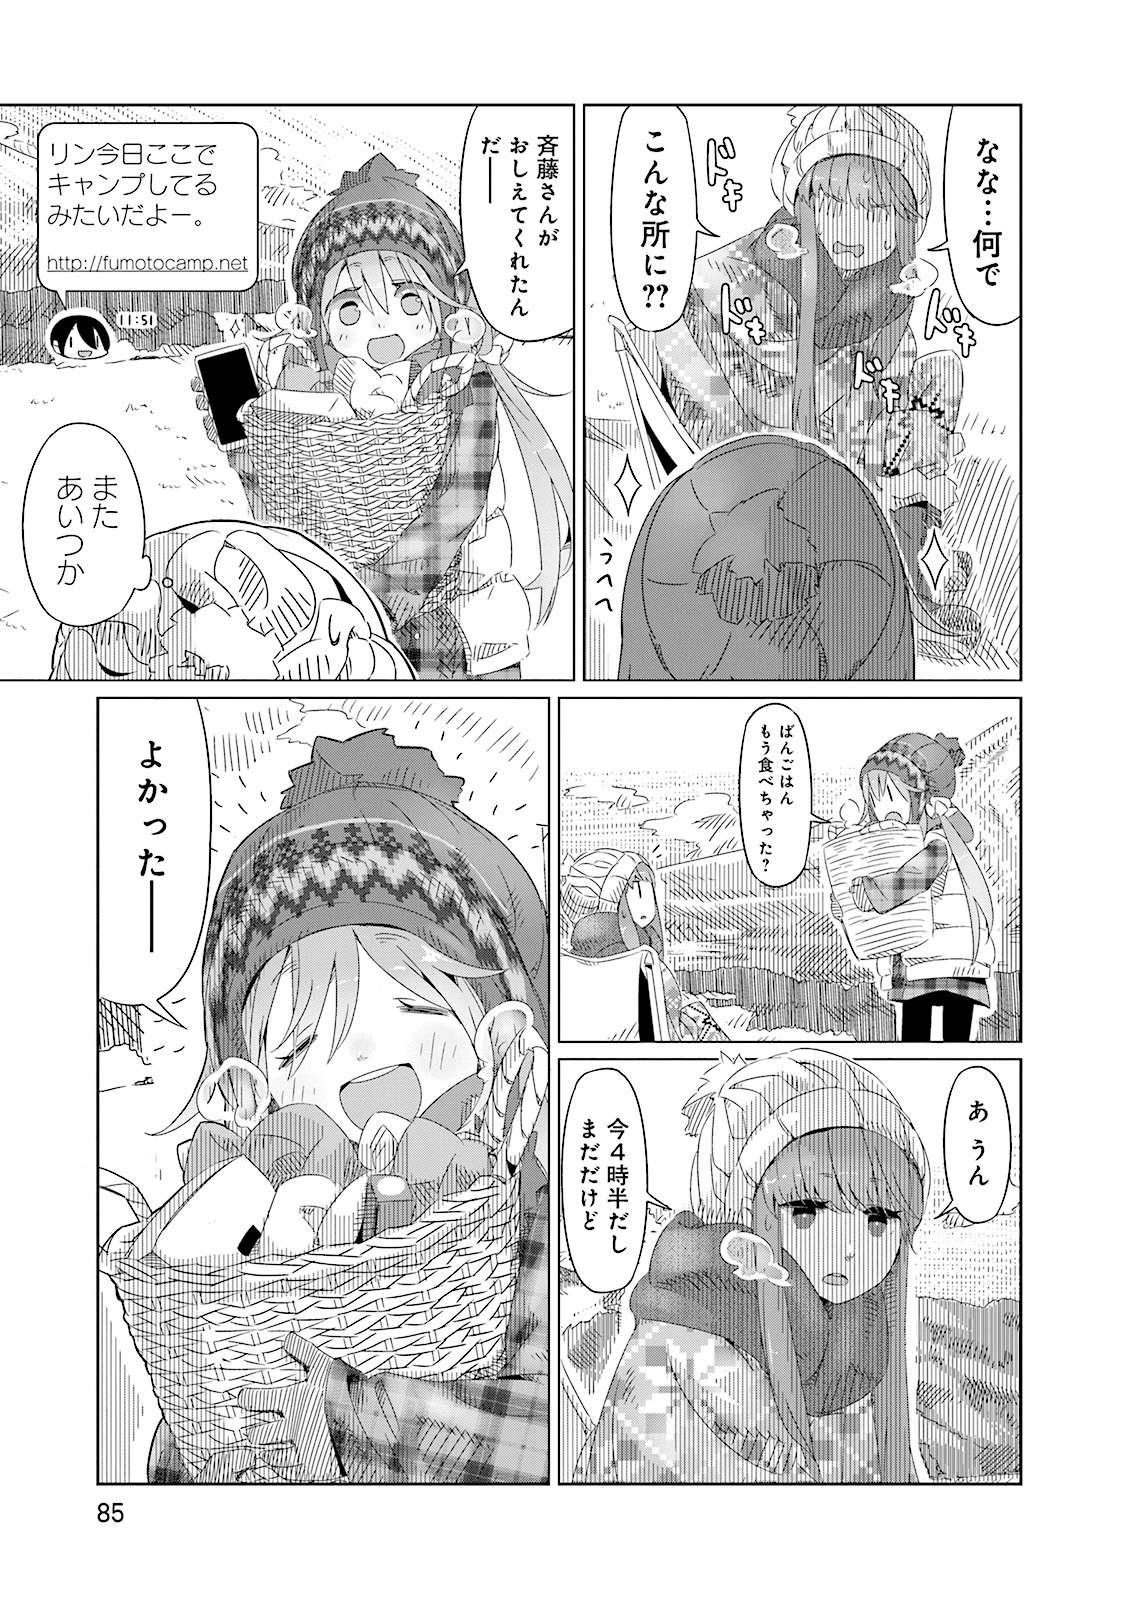 なな…何で
こんな所に??
ドキ
ドキ
ドキ
うへへ
斉藤さんが
おしえてくれたん
だーー
リン今日ここで
キャンプしてる
みたいだよー。
http://fumotocamp.net
11:51
また
あいつか
ばんごはん
もう食べちゃった?
あ うん
今4時半だし
まだだけど
よかったーー
85